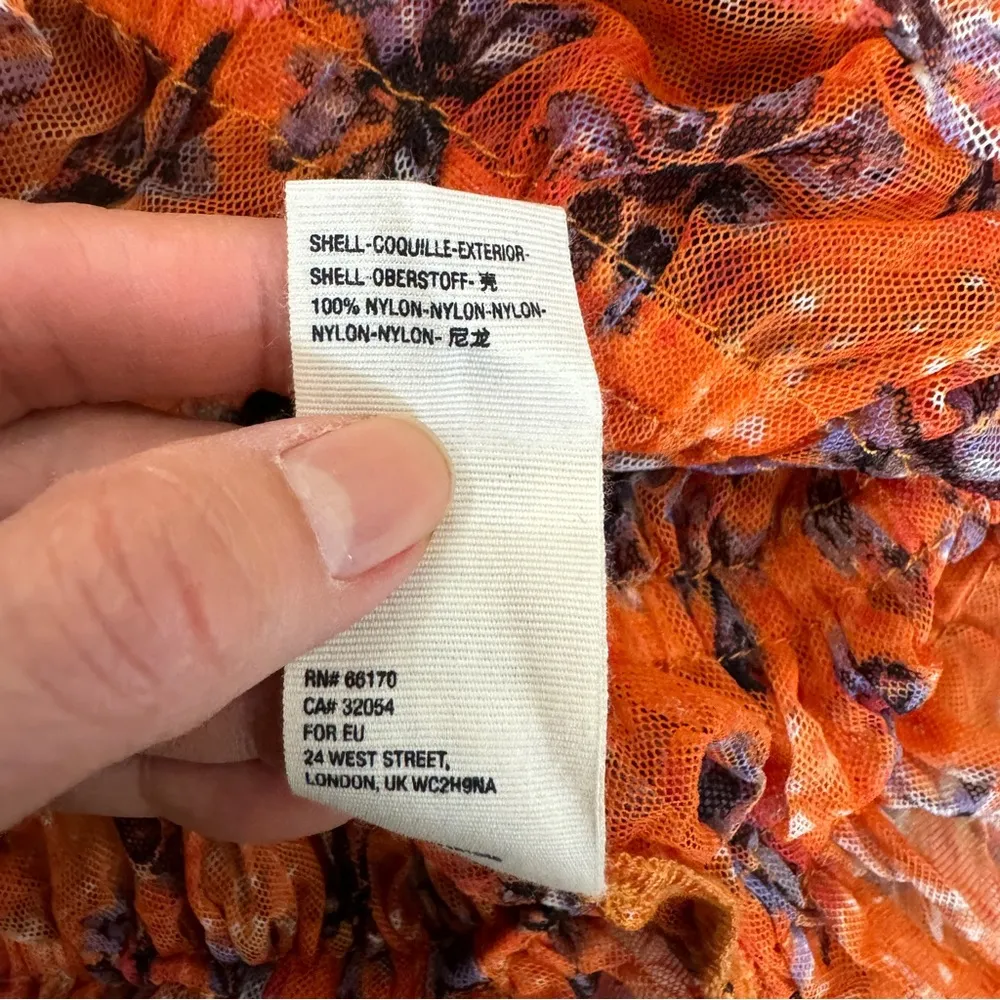 SHELL-COQUILLE-EXTERIOR-
SHELL-OBERSTOFF- 壳
100% NYLON-NYLON-NYLON-
NYLON-NYLON- 尼龙
RN# 66170
CA# 32054
FOR EU
24 WEST STREET,
LONDON, UK WC2H9NA